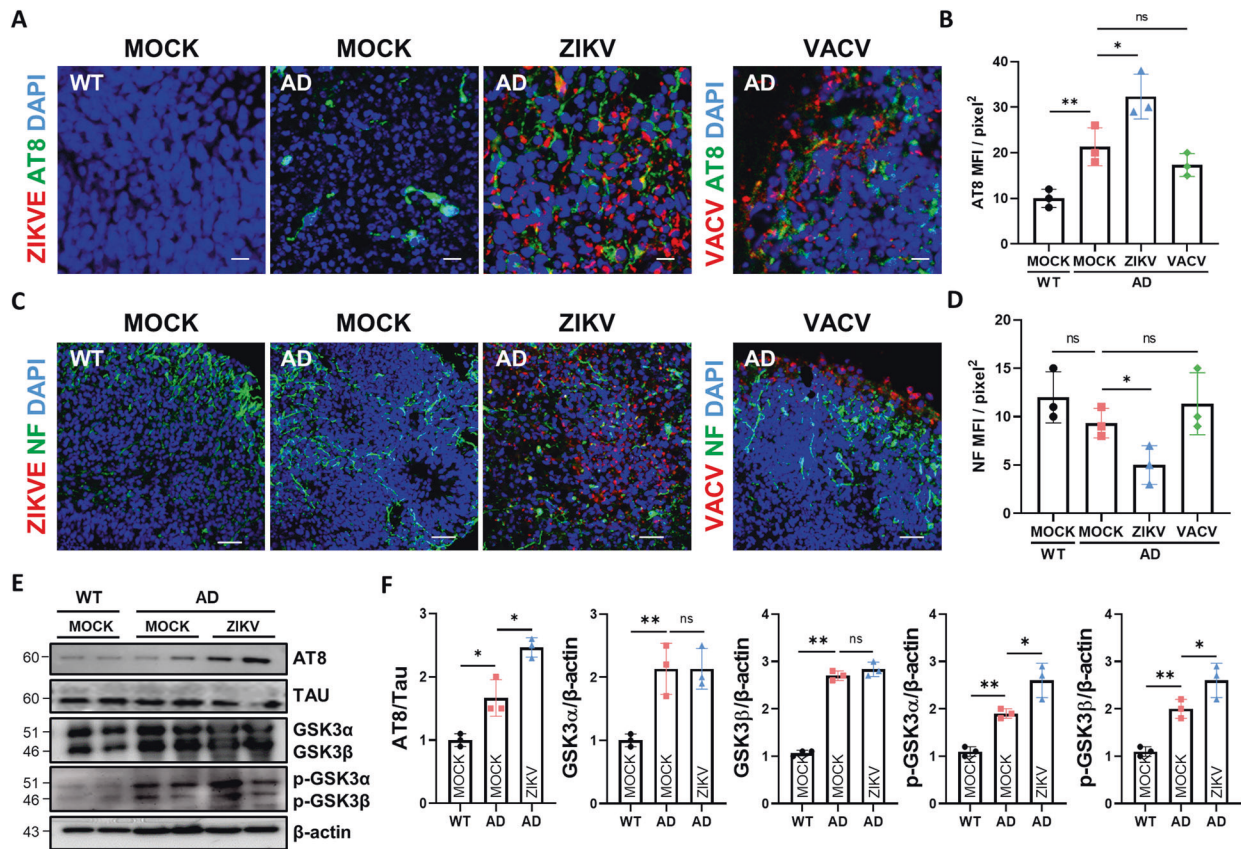 A
MOCK MOCK ZIKV VACV
ZIKVE AT8 DAPI
WT AD AD
VACV AT8 DAPI
AD
B
AT8 MFI / pixel²
40
30
20
10
0
** * ns
MOCK MOCK ZIKV VACV
WT AD
C
MOCK MOCK ZIKV VACV
ZIKVE NF DAPI
WT AD AD
VACV NF DAPI
AD
D
NF MFI / pixel²
20
15
10
5
0
ns ns
*
MOCK MOCK ZIKV VACV
WT AD
E
WT AD
MOCK MOCK ZIKV
60 AT8
60 TAU
51 GSK3α
46 GSK3β
51 p-GSK3α
46 p-GSK3β
43 β-actin
F
AT8/Tau
3
2
1
0
* *
MOCK MOCK ZIKV
WT AD AD
GSK3α/β-actin
3
2
1
0
** ns
MOCK MOCK ZIKV
WT AD AD
GSK3β/β-actin
4
3
2
1
0
** ns
MOCK MOCK ZIKV
WT AD AD
p-GSK3α/β-actin
4
3
2
1
0
** *
MOCK MOCK ZIKV
WT AD AD
p-GSK3β/β-actin
4
3
2
1
0
** *
MOCK MOCK ZIKV
WT AD AD